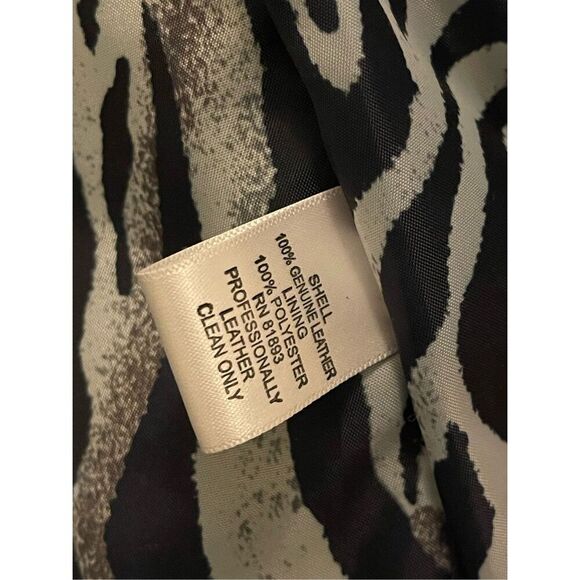 SHELL
100% GENUINE LEATHER
LINING
100% POLYESTER
RN 81893
PROFESSIONALLY
LEATHER
CLEAN ONLY